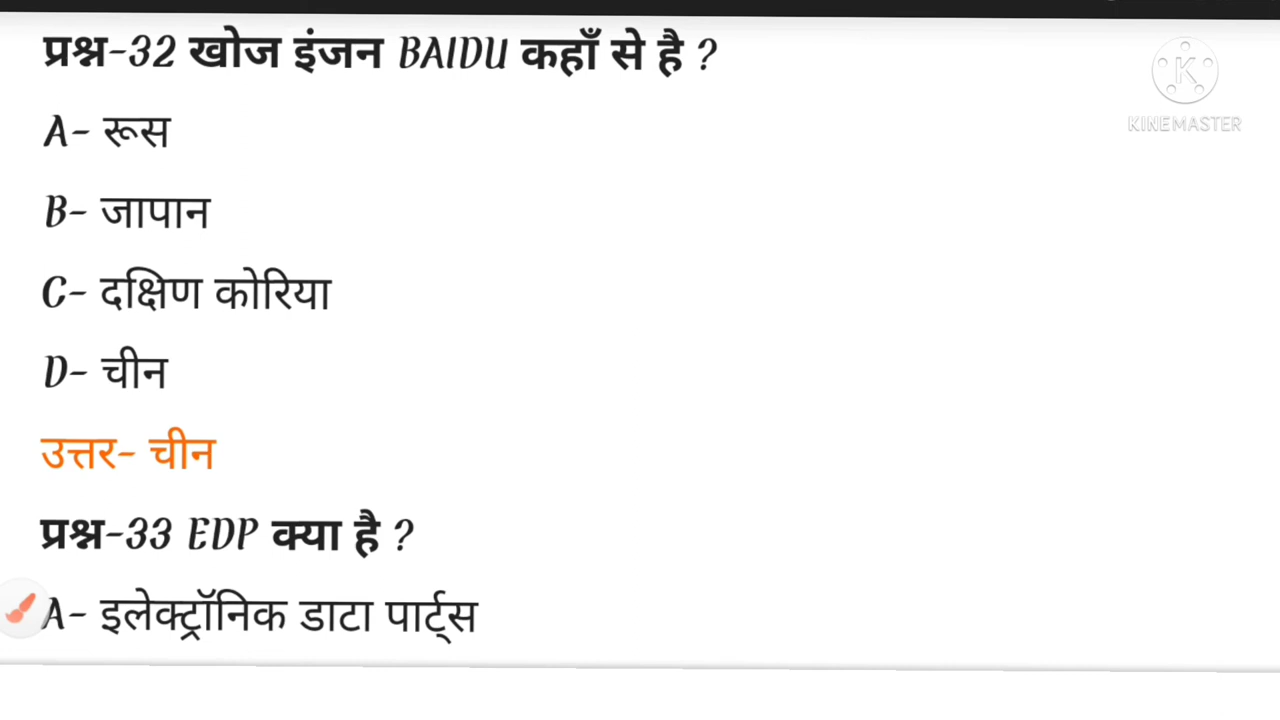 प्रश्न-32 खोज इंजन BAIDU कहाँ से है ?
KINEMASTER
A- रूस
B- जापान
C- दक्षिण कोरिया
D- चीन
उत्तर- चीन
प्रश्न-33 EDP क्या है ?
A- इलेक्ट्रॉनिक डाटा पार्ट्स